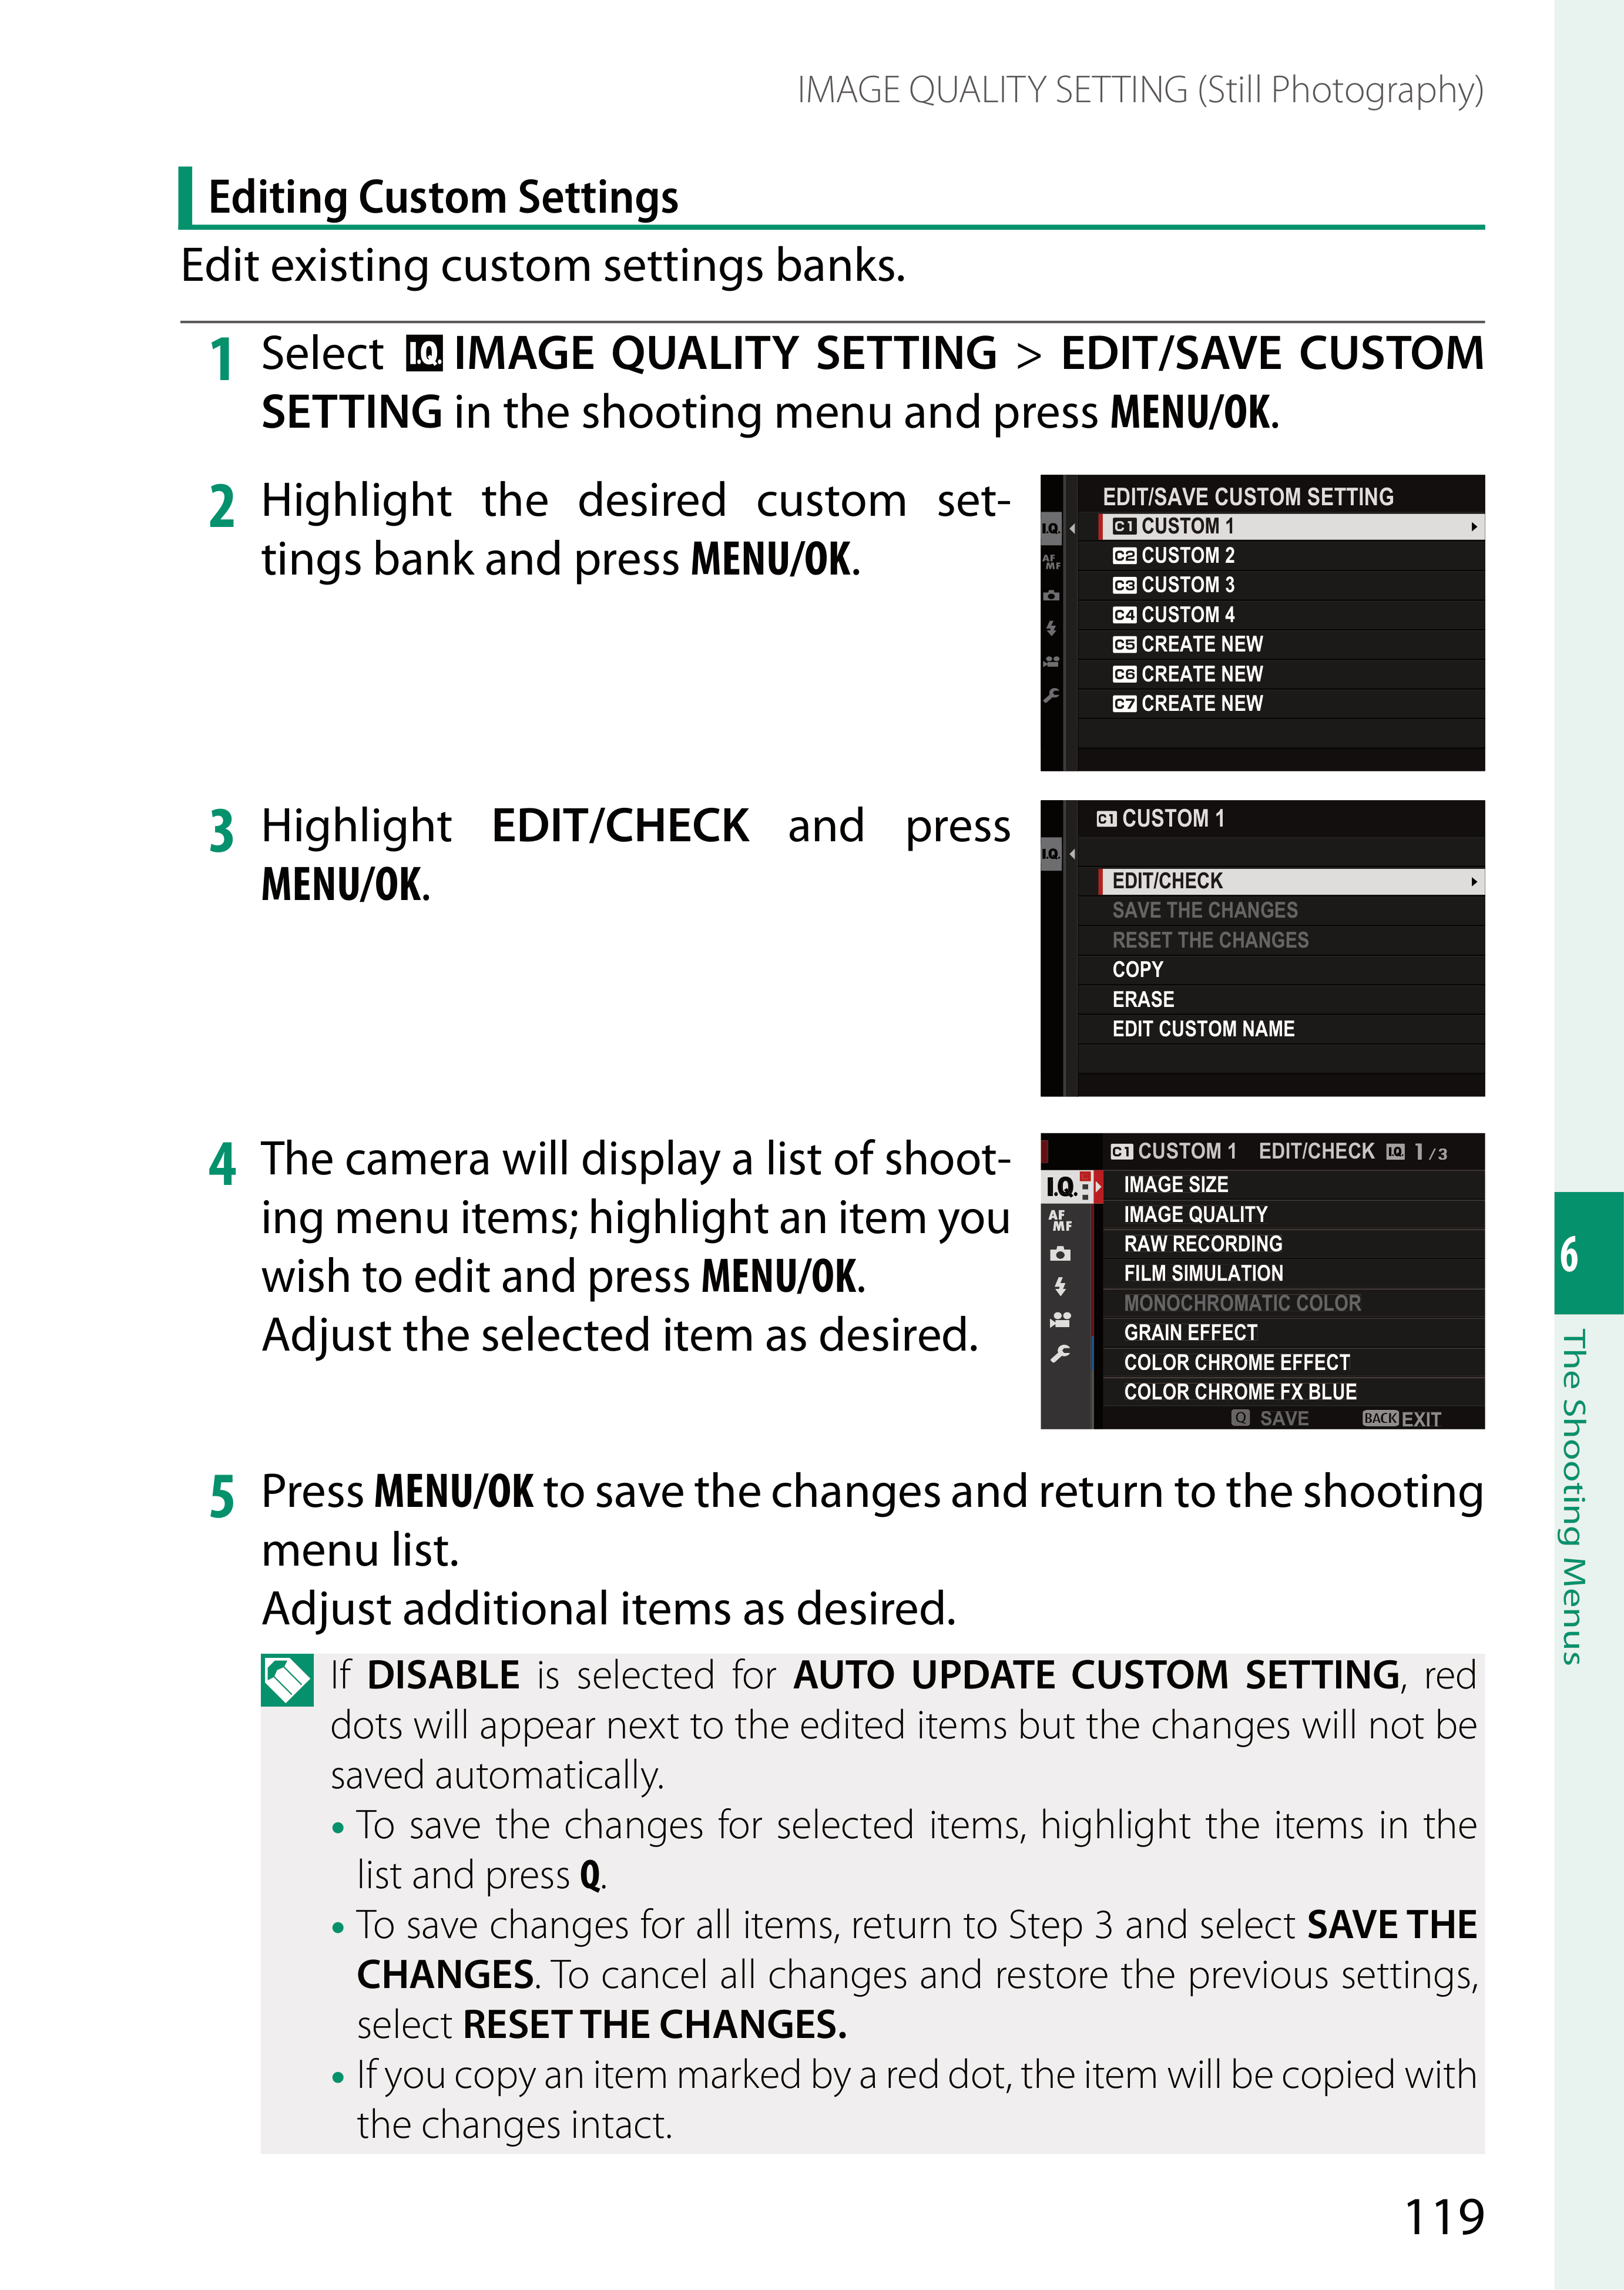 IMAGE QUALITY SETTING (Still Photography)
Editing Custom Settings
Edit existing custom settings banks.
1 Select I.Q. IMAGE QUALITY SETTING > EDIT/SAVE CUSTOM
SETTING in the shooting menu and press MENU/OK.
2 Highlight the desired custom set-
tings bank and press MENU/OK.
EDIT/SAVE CUSTOM SETTING
I.Q.
AF
MF
C1 CUSTOM 1
C2 CUSTOM 2
C3 CUSTOM 3
C4 CUSTOM 4
C5 CREATE NEW
C6 CREATE NEW
C7 CREATE NEW
3 Highlight EDIT/CHECK and press
MENU/OK.
C1 CUSTOM 1
I.Q.
EDIT/CHECK
SAVE THE CHANGES
RESET THE CHANGES
COPY
ERASE
EDIT CUSTOM NAME
4 The camera will display a list of shoot-
ing menu items; highlight an item you
wish to edit and press MENU/OK.
Adjust the selected item as desired.
C1 CUSTOM 1 EDIT/CHECK I.Q. 1/3
I.Q.
AF
MF
IMAGE SIZE
IMAGE QUALITY
RAW RECORDING
FILM SIMULATION
MONOCHROMATIC COLOR
GRAIN EFFECT
COLOR CHROME EFFECT
COLOR CHROME FX BLUE
Q SAVE BACK EXIT
5 Press MENU/OK to save the changes and return to the shooting
menu list.
Adjust additional items as desired.
If DISABLE is selected for AUTO UPDATE CUSTOM SETTING, red
dots will appear next to the edited items but the changes will not be
saved automatically.
• To save the changes for selected items, highlight the items in the
list and press Q.
• To save changes for all items, return to Step 3 and select SAVE THE
CHANGES. To cancel all changes and restore the previous settings,
select RESET THE CHANGES.
• If you copy an item marked by a red dot, the item will be copied with
the changes intact.
6
The Shooting Menus
119